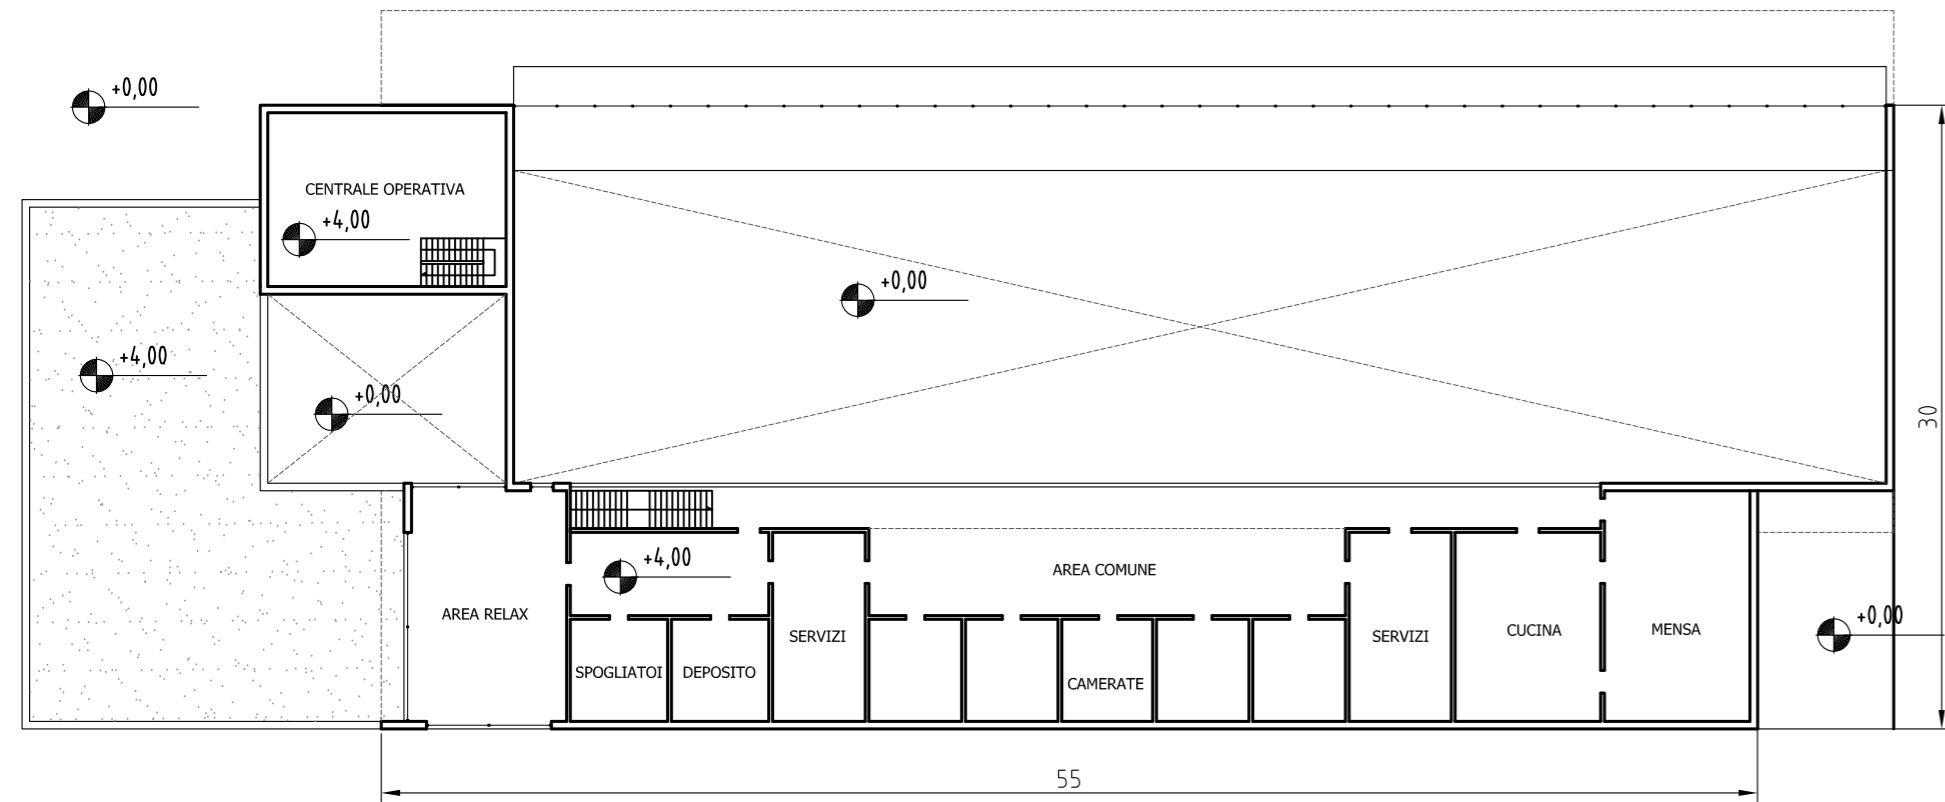 +0,00
CENTRALE OPERATIVA
+4,00
+0,00
+4,00
+0,00
30
+4,00
AREA COMUNE
AREA RELAX
SERVIZI
SERVIZI
CUCINA
MENSA
+0,00
SPOGLIATOI
DEPOSITO
CAMERATE
55